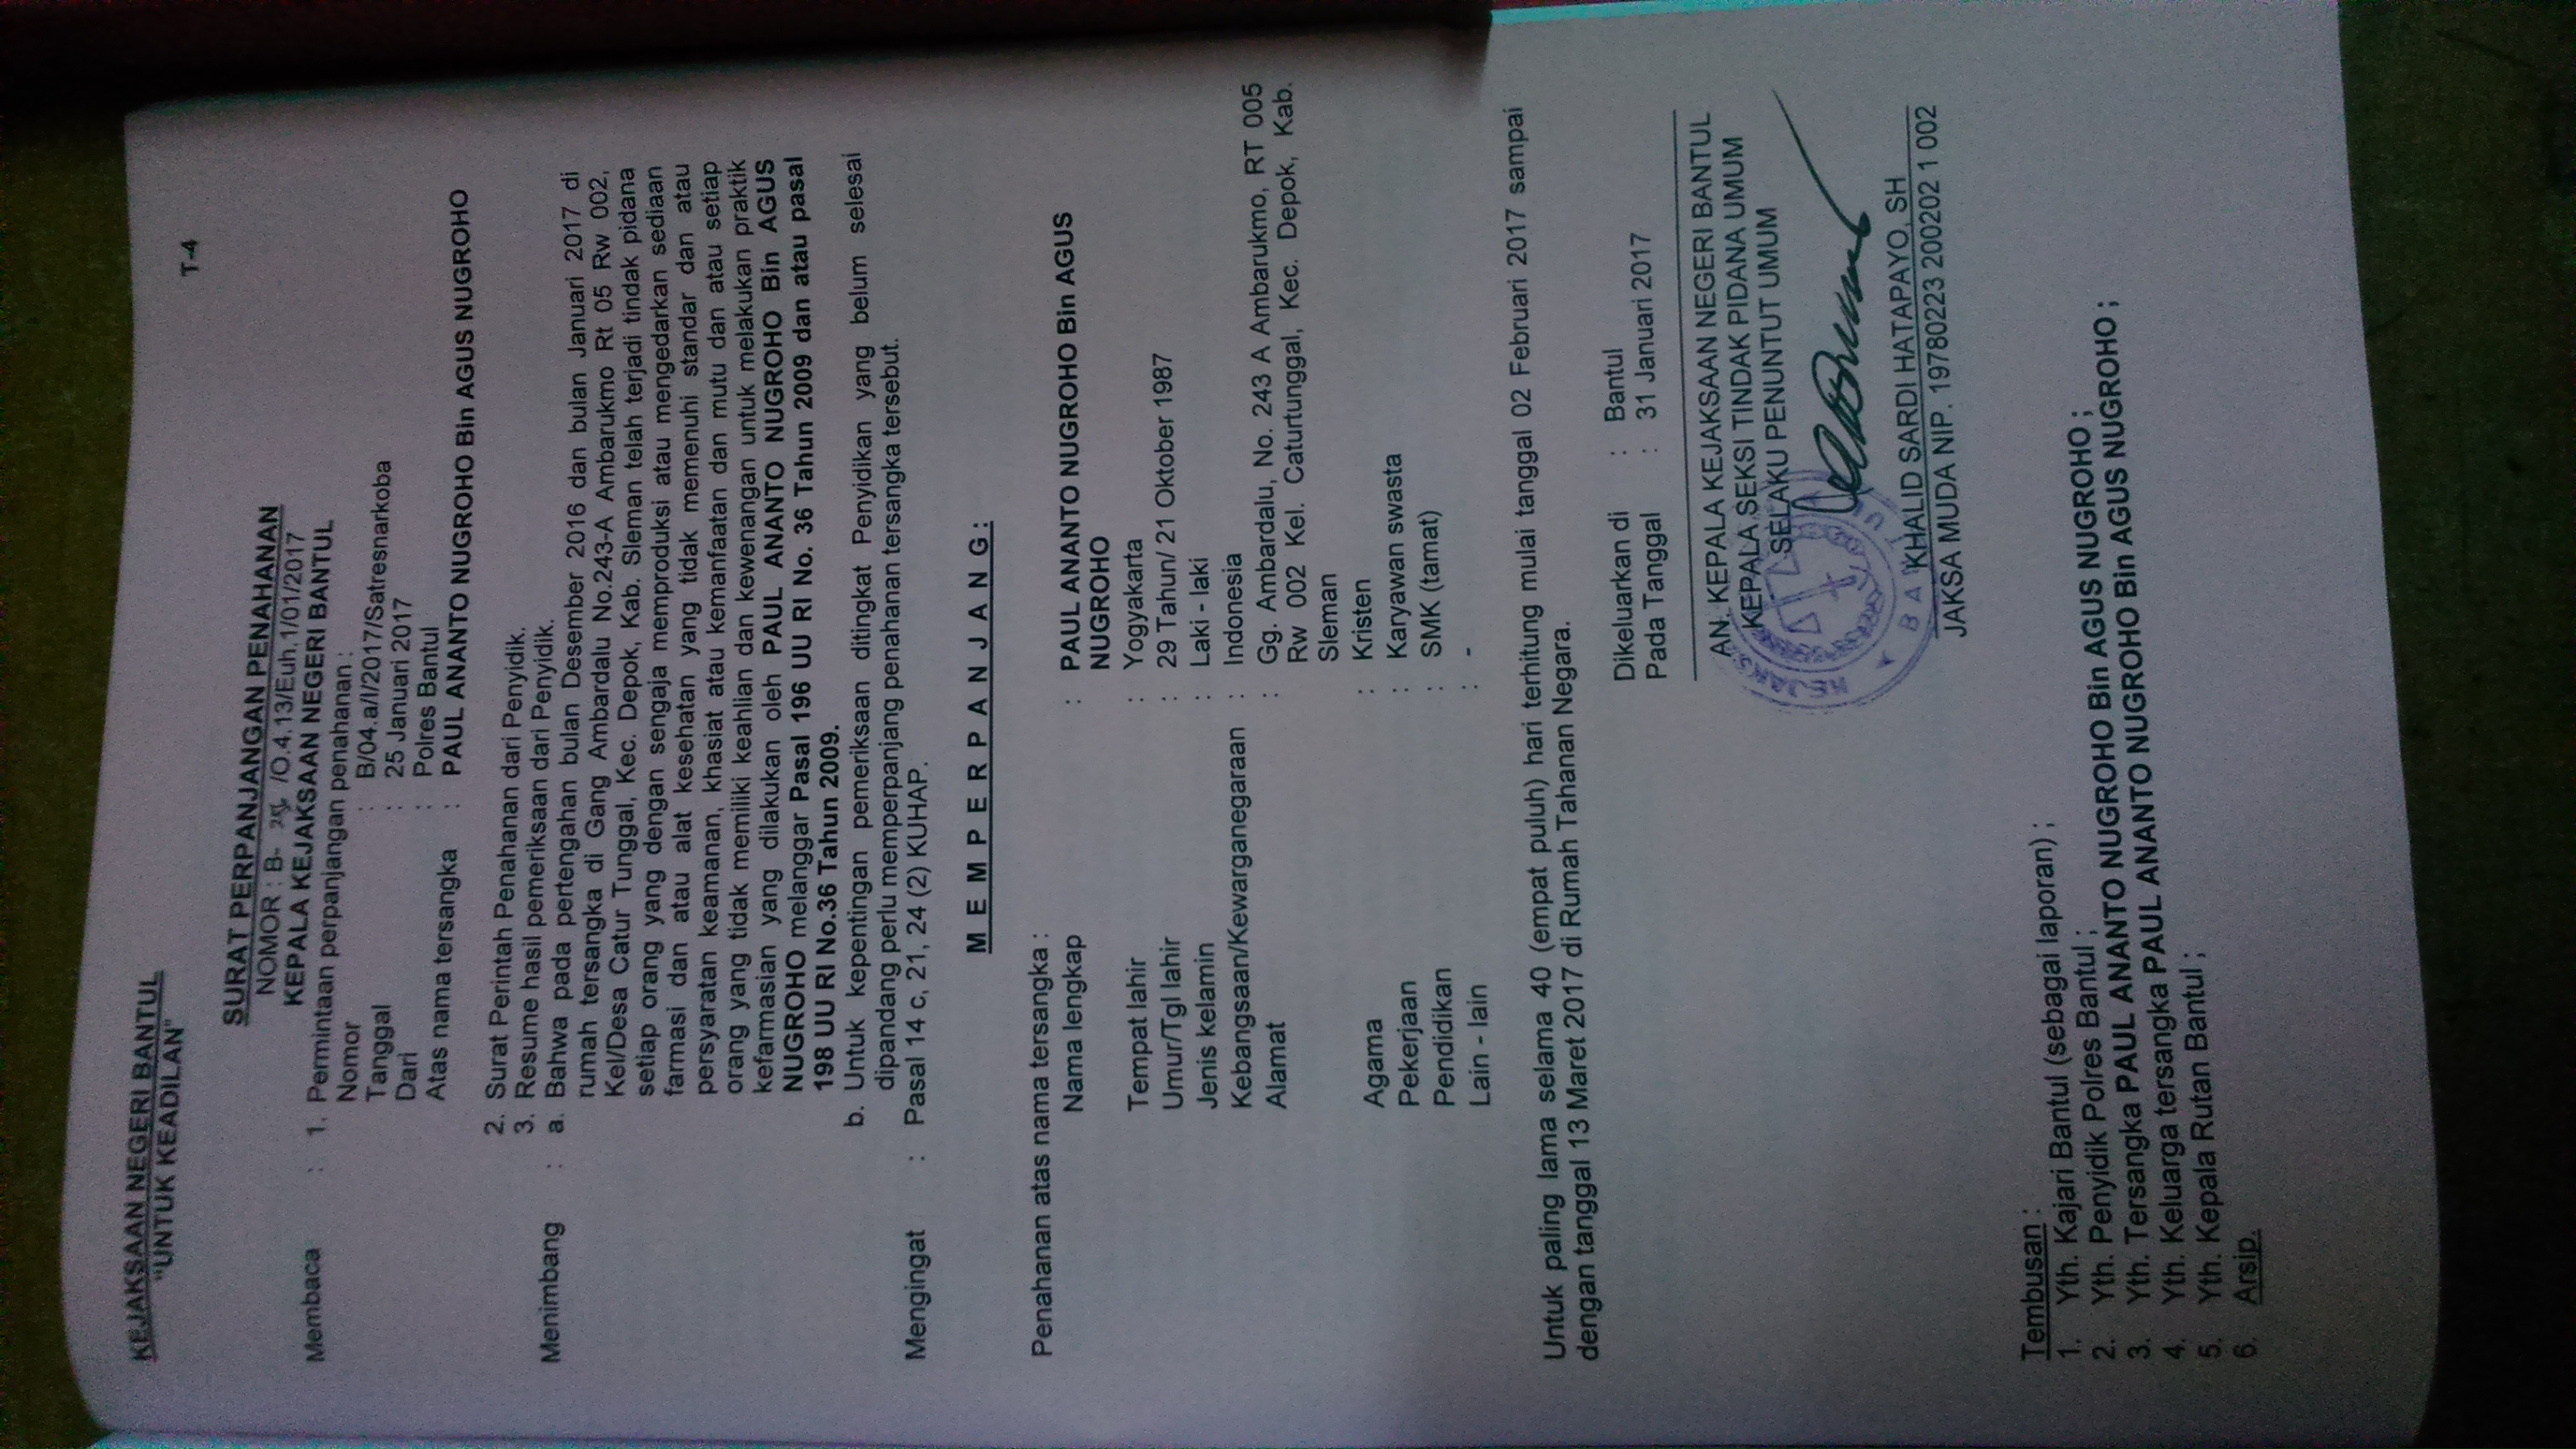 KEJAKSAAN NEGERI BANTUL
"UNTUK KEADILAN"
T-4
SURAT PERPANJANGAN PENAHANAN
NOMOR : B- /O.4.13/Euh.1/01/2017
KEPALA KEJAKSAAN NEGERI BANTUL
Membaca : 1. Permintaan perpanjangan penahanan :
Nomor : B/04.a/I/2017/Satresnarkoba
Tanggal : 25 Januari 2017
Dari : Polres Bantul
Atas nama tersangka : PAUL ANANTO NUGROHO Bin AGUS NUGROHO
2. Surat Perintah Penahanan dari Penyidik.
3. Resume hasil pemeriksaan dari Penyidik.
Menimbang : a. Bahwa pada pertengahan bulan Desember 2016 dan bulan Januari 2017 di
rumah tersangka di Gang Ambardalu No.243-A Ambarukmo Rt 05 Rw 002,
Kel/Desa Catur Tunggal, Kec. Depok, Kab. Sleman telah terjadi tindak pidana
setiap orang yang dengan sengaja memproduksi atau mengedarkan sediaan
farmasi dan atau alat kesehatan yang tidak memenuhi standar dan atau
persyaratan keamanan, khasiat atau kemanfaatan dan mutu dan atau setiap
orang yang tidak memiliki keahlian dan kewenangan untuk melakukan praktik
kefarmasian yang dilakukan oleh PAUL ANANTO NUGROHO Bin AGUS
NUGROHO melanggar Pasal 196 UU RI No. 36 Tahun 2009 dan atau pasal
198 UU RI No.36 Tahun 2009.
b. Untuk kepentingan pemeriksaan ditingkat Penyidikan yang belum selesai
dipandang perlu memperpanjang penahanan tersangka tersebut.
Mengingat : Pasal 14 c, 21, 24 (2) KUHAP.
M E M P E R P A N J A N G :
Penahanan atas nama tersangka :
Nama lengkap : PAUL ANANTO NUGROHO Bin AGUS
NUGROHO
Tempat lahir : Yogyakarta
Umur/Tgl lahir : 29 Tahun/ 21 Oktober 1987
Jenis kelamin : Laki - laki
Kebangsaan/Kewarganegaraan : Indonesia
Alamat : Gg. Ambardalu, No. 243 A Ambarukmo, RT 005
Rw 002 Kel. Caturtunggal, Kec. Depok, Kab.
Sleman
Agama : Kristen
Pekerjaan : Karyawan swasta
Pendidikan : SMK (tamat)
Lain - lain : -
Untuk paling lama selama 40 (empat puluh) hari terhitung mulai tanggal 02 Februari 2017 sampai
dengan tanggal 13 Maret 2017 di Rumah Tahanan Negara.
Dikeluarkan di : Bantul
Pada Tanggal : 31 Januari 2017
AN. KEPALA KEJAKSAAN NEGERI BANTUL
KEPALA SEKSI TINDAK PIDANA UMUM
SELAKU PENUNTUT UMUM
KHALID SARDI HATAPAYO, SH
JAKSA MUDA NIP. 19780223 200202 1 002
Tembusan :
1. Yth. Kajari Bantul (sebagai laporan) ;
2. Yth. Penyidik Polres Bantul ;
3. Yth. Tersangka PAUL ANANTO NUGROHO Bin AGUS NUGROHO ;
4. Yth. Keluarga tersangka PAUL ANANTO NUGROHO Bin AGUS NUGROHO ;
5. Yth. Kepala Rutan Bantul ;
6. Arsip.